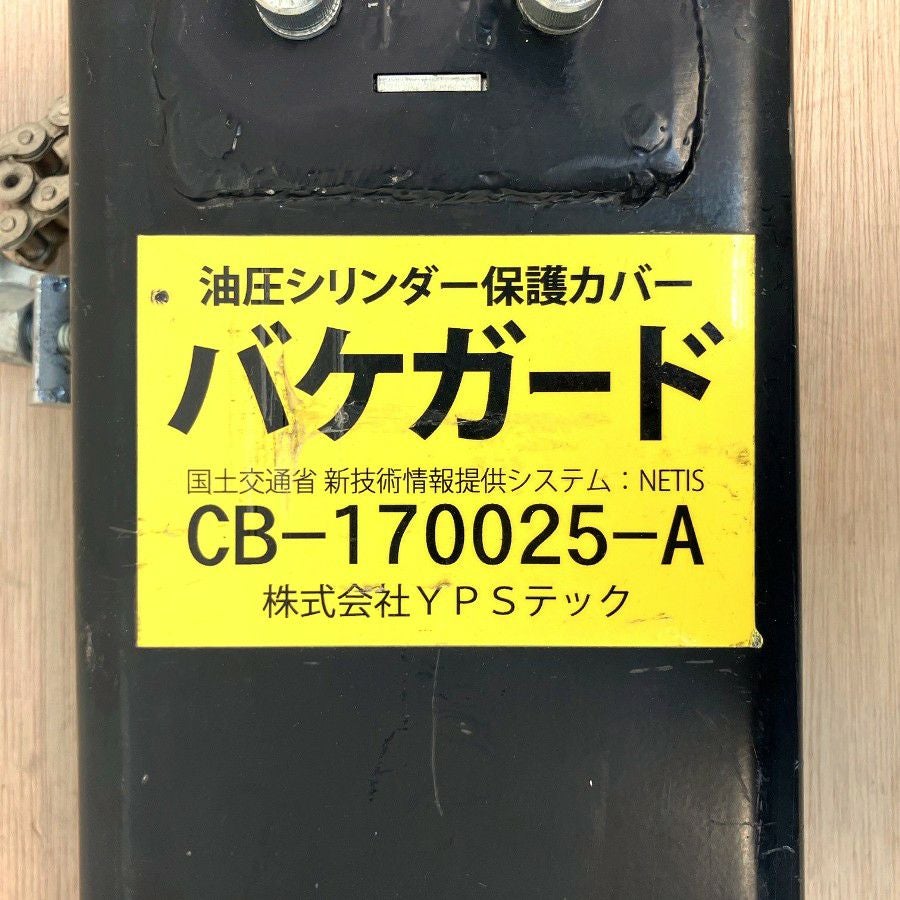 油圧シリンダー保護カバー
バケガード
国土交通省 新技術情報提供システム：NETIS
CB-170025-A
株式会社ＹＰＳテック